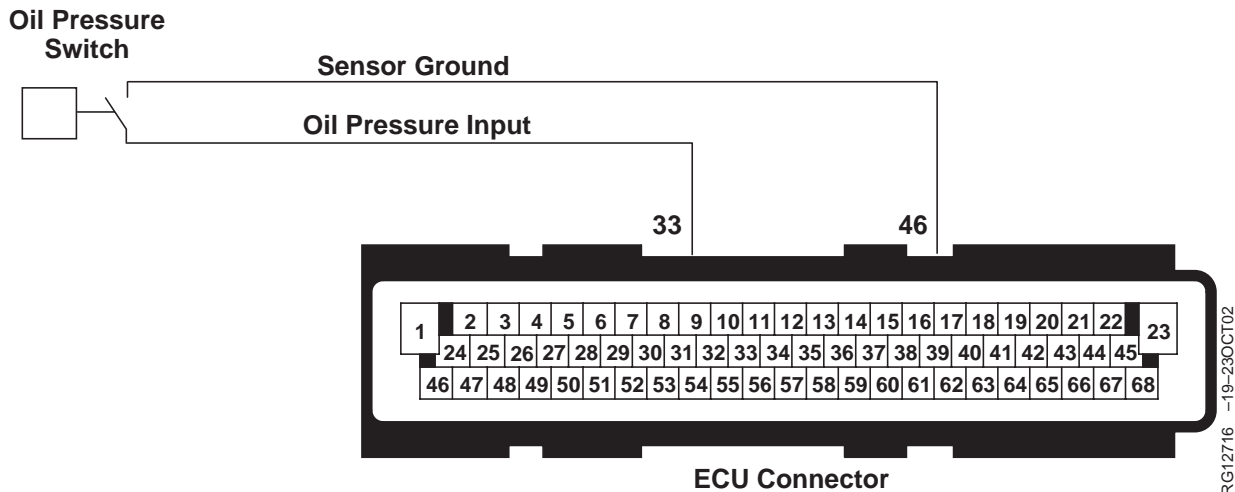 Oil Pressure
Switch
Sensor Ground
Oil Pressure Input
33 46
1 2 3 4 5 6 7 8 9 10 11 12 13 14 15 16 17 18 19 20 21 22 23
24 25 26 27 28 29 30 31 32 33 34 35 36 37 38 39 40 41 42 43 44 45
46 47 48 49 50 51 52 53 54 55 56 57 58 59 60 61 62 63 64 65 66 67 68
ECU Connector
RG12716 –19–23OCT02